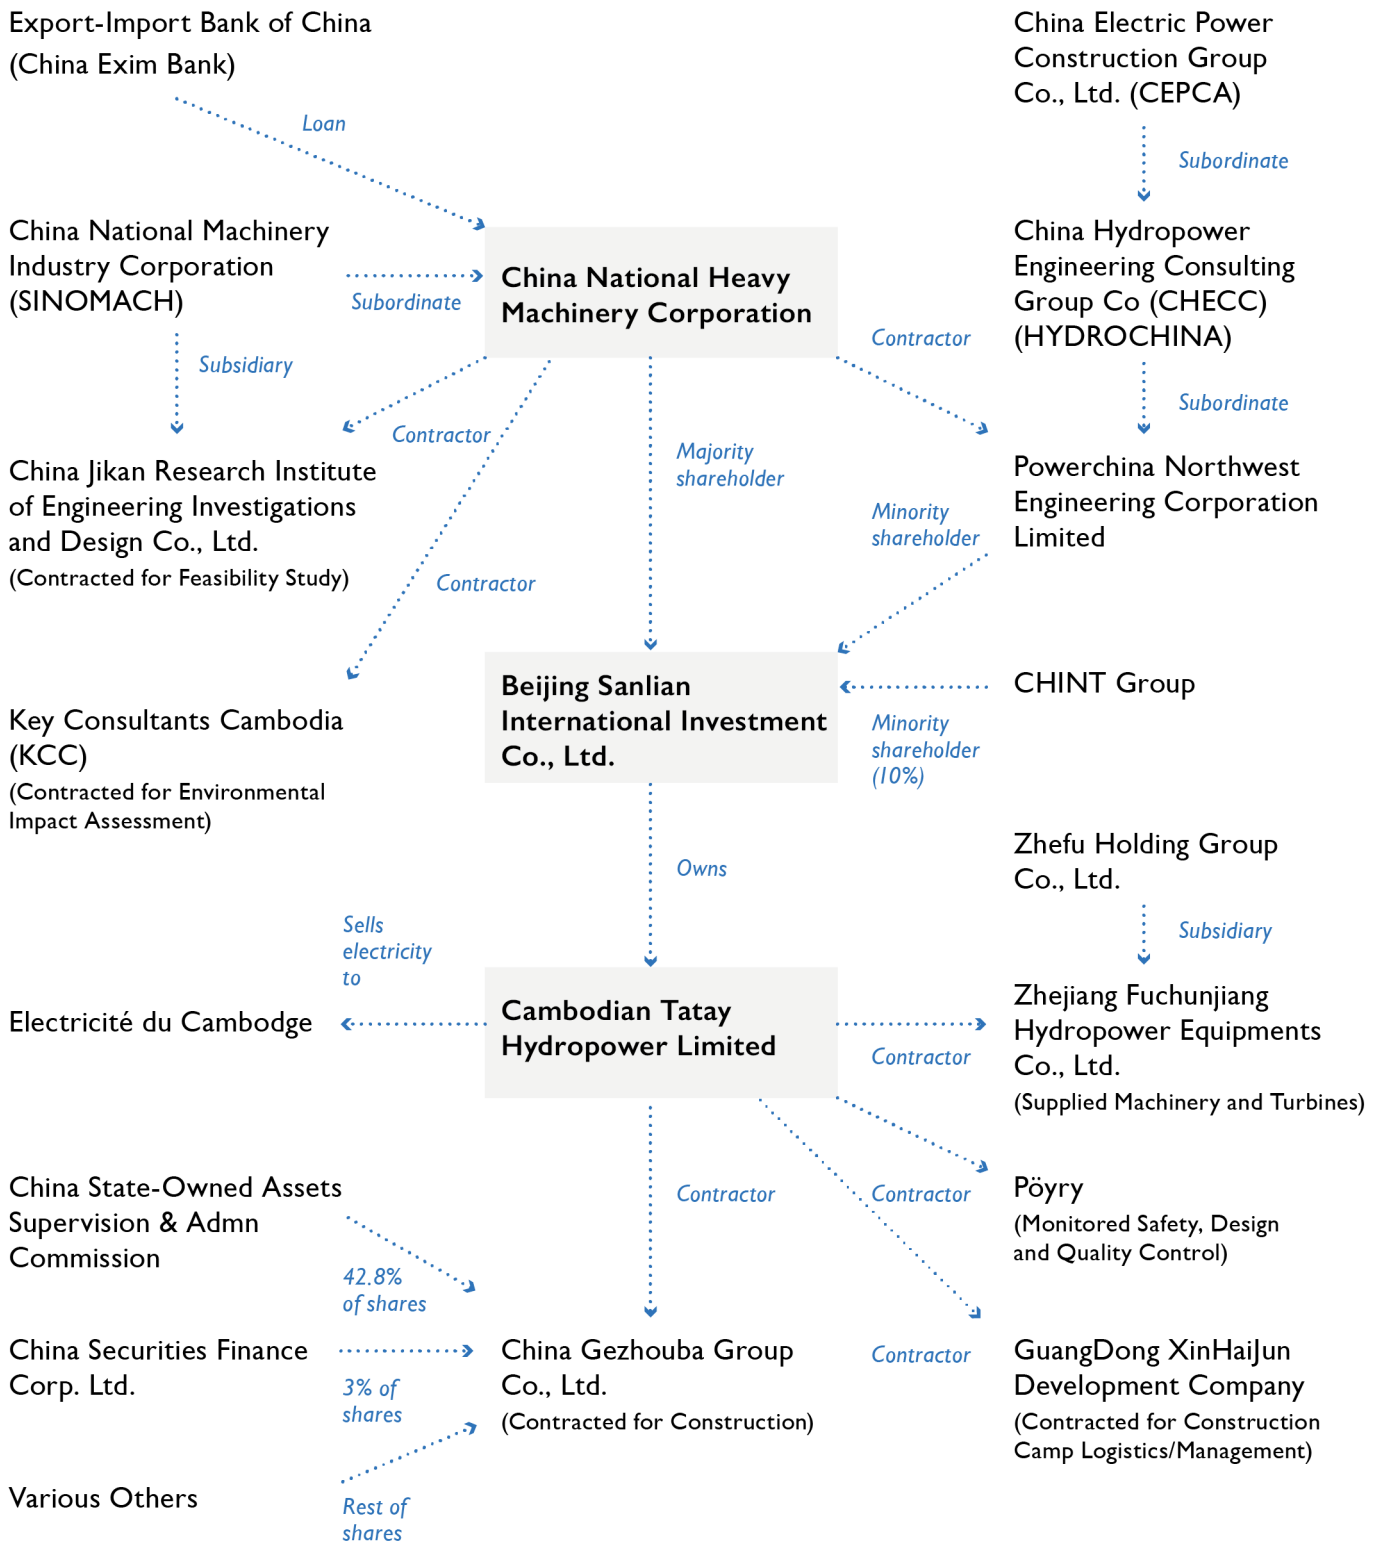 Export-Import Bank of China
(China Exim Bank)
Loan
China Electric Power
Construction Group
Co., Ltd. (CEPCA)
Subordinate
China National Machinery
Industry Corporation
(SINOMACH)
Subordinate
China National Heavy
Machinery Corporation
China Hydropower
Engineering Consulting
Group Co (CHECC)
(HYDROCHINA)
Subsidiary
Contractor
Contractor
Majority
shareholder
Subordinate
China Jikan Research Institute
of Engineering Investigations
and Design Co., Ltd.
(Contracted for Feasibility Study)
Powerchina Northwest
Engineering Corporation
Limited
Minority
shareholder
Contractor
Key Consultants Cambodia
(KCC)
(Contracted for Environmental
Impact Assessment)
Beijing Sanlian
International Investment
Co., Ltd.
CHINT Group
Minority
shareholder
(10%)
Owns
Zhefu Holding Group
Co., Ltd.
Subsidiary
Sells
electricity
to
Electricité du Cambodge
Cambodian Tatay
Hydropower Limited
Contractor
Zhejiang Fuchunjiang
Hydropower Equipments
Co., Ltd.
(Supplied Machinery and Turbines)
Contractor
Contractor
Pöyry
(Monitored Safety, Design
and Quality Control)
China State-Owned Assets
Supervision & Admn
Commission
42.8%
of shares
China Securities Finance
Corp. Ltd.
3% of
shares
China Gezhouba Group
Co., Ltd.
(Contracted for Construction)
Contractor
GuangDong XinHaiJun
Development Company
(Contracted for Construction
Camp Logistics/Management)
Various Others
Rest of
shares